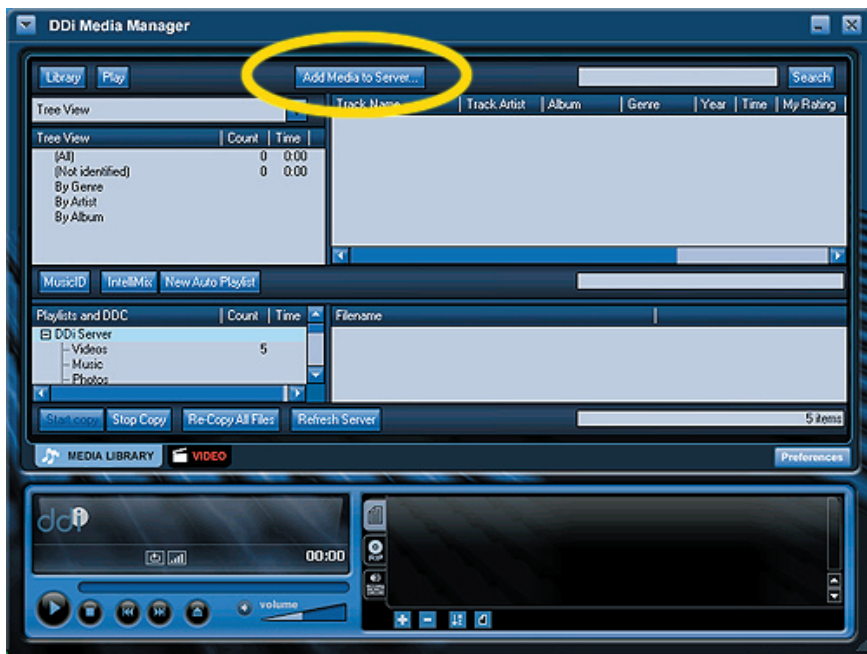 DDi Media Manager
Library Play Add Media to Server... Search
Tree View
Track Name Track Artist Album Genre Year Time My Rating
Tree View Count Time
(All) 0 0:00
(Not identified) 0 0:00
By Genre
By Artist
By Album
MusicID IntelliMix New Auto Playlist
Playlists and DDC Count Time Filename
DDi Server
Videos 5
Music
Photos
Start copy Stop Copy Re-Copy All Files Refresh Server 5 items
MEDIA LIBRARY VIDEO Preferences
ddi
00:00
volume